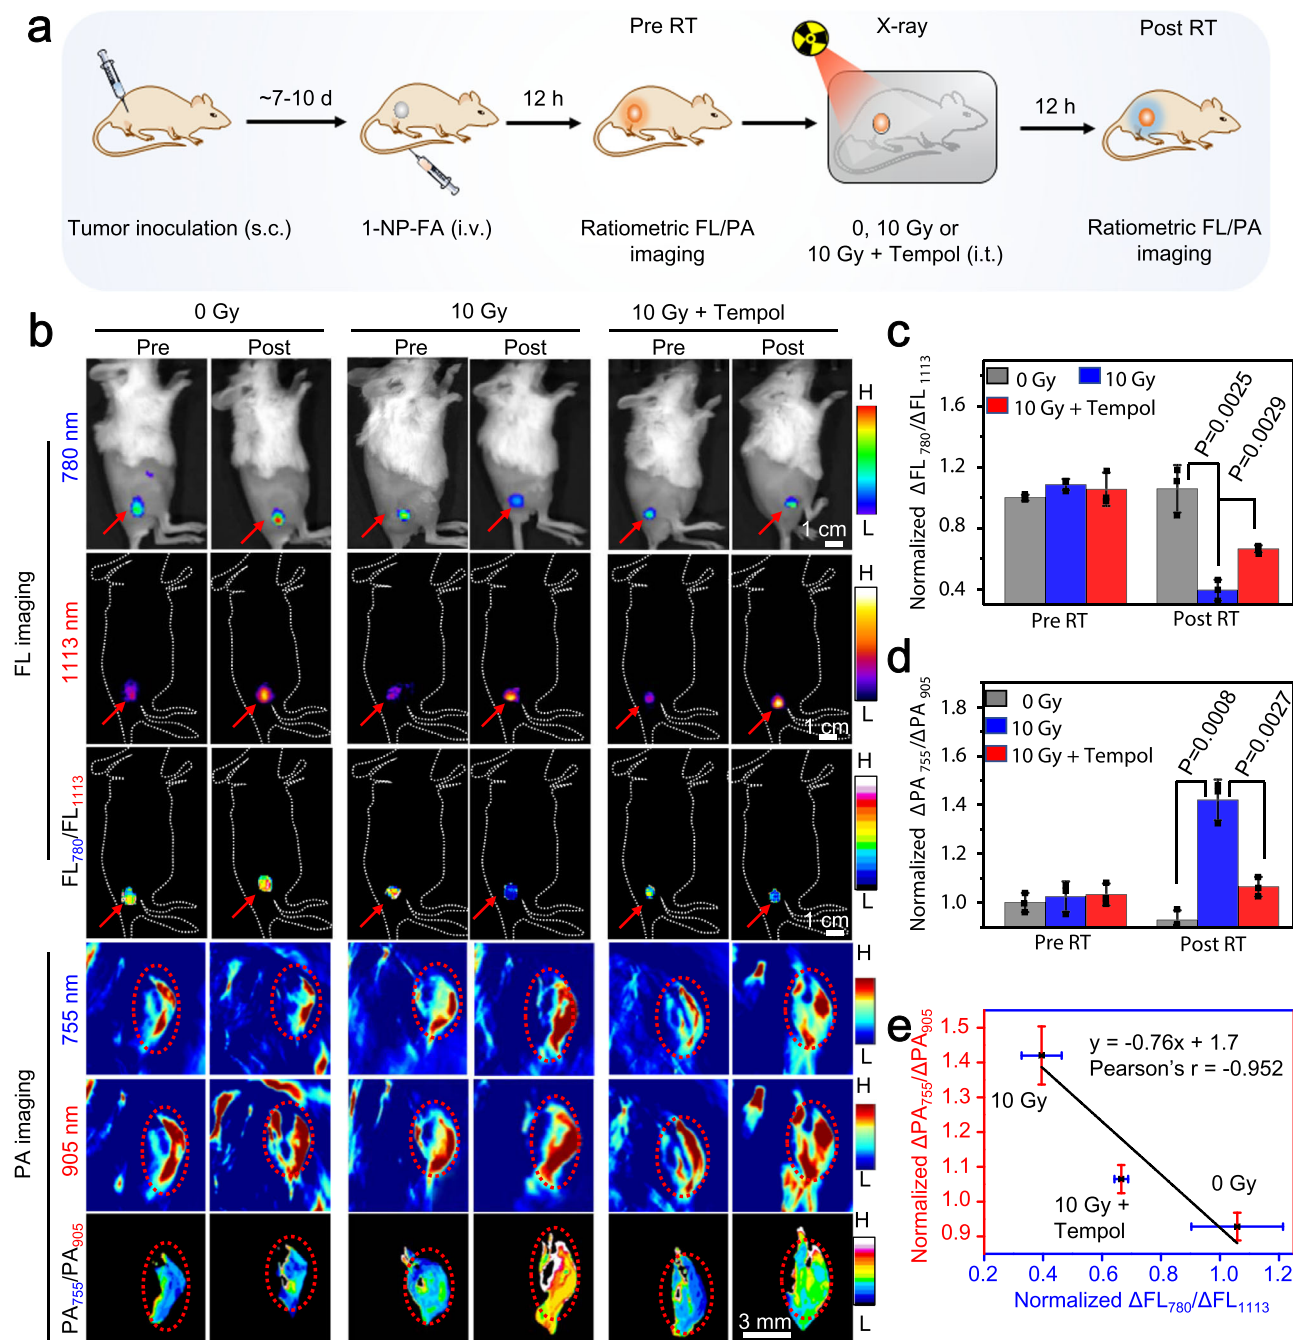 a
Pre RT
X-ray
Post RT
~7-10 d
12 h
12 h
Tumor inoculation (s.c.)
1-NP-FA (i.v.)
Ratiometric FL/PA
imaging
0, 10 Gy or
10 Gy + Tempol (i.t.)
Ratiometric FL/PA
imaging
b
0 Gy
10 Gy
10 Gy + Tempol
Pre
Post
Pre
Post
Pre
Post
FL imaging
780 nm
H
L
1 cm
1113 nm
H
L
1 cm
FL780/FL1113
H
L
1 cm
PA imaging
755 nm
H
L
905 nm
H
L
PA755/PA905
H
L
3 mm
c
Normalized ΔFL780/ΔFL1113
0 Gy
10 Gy
10 Gy + Tempol
P=0.0025
P=0.0029
1.6
1.2
0.8
0.4
Pre RT
Post RT
d
Normalized ΔPA755/ΔPA905
0 Gy
10 Gy
10 Gy + Tempol
P=0.0008
P=0.0027
1.8
1.6
1.4
1.2
1.0
Pre RT
Post RT
e
Normalized ΔPA755/ΔPA905
1.5
1.4
1.3
1.2
1.1
1.0
0.9
y = -0.76x + 1.7
Pearson's r = -0.952
10 Gy
10 Gy +
Tempol
0 Gy
0.2 0.4 0.6 0.8 1.0 1.2
Normalized ΔFL780/ΔFL1113